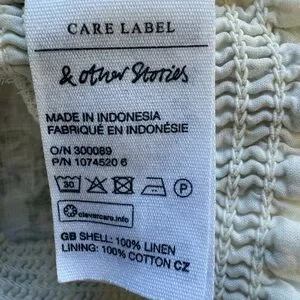 CARE LABEL
& other Stories
MADE IN INDONESIA
FABRIQUÉ EN INDONÉSIE
O/N 300089
P/N 1074520 6
30 P
clevercare.info
GB SHELL: 100% LINEN
LINING: 100% COTTON CZ